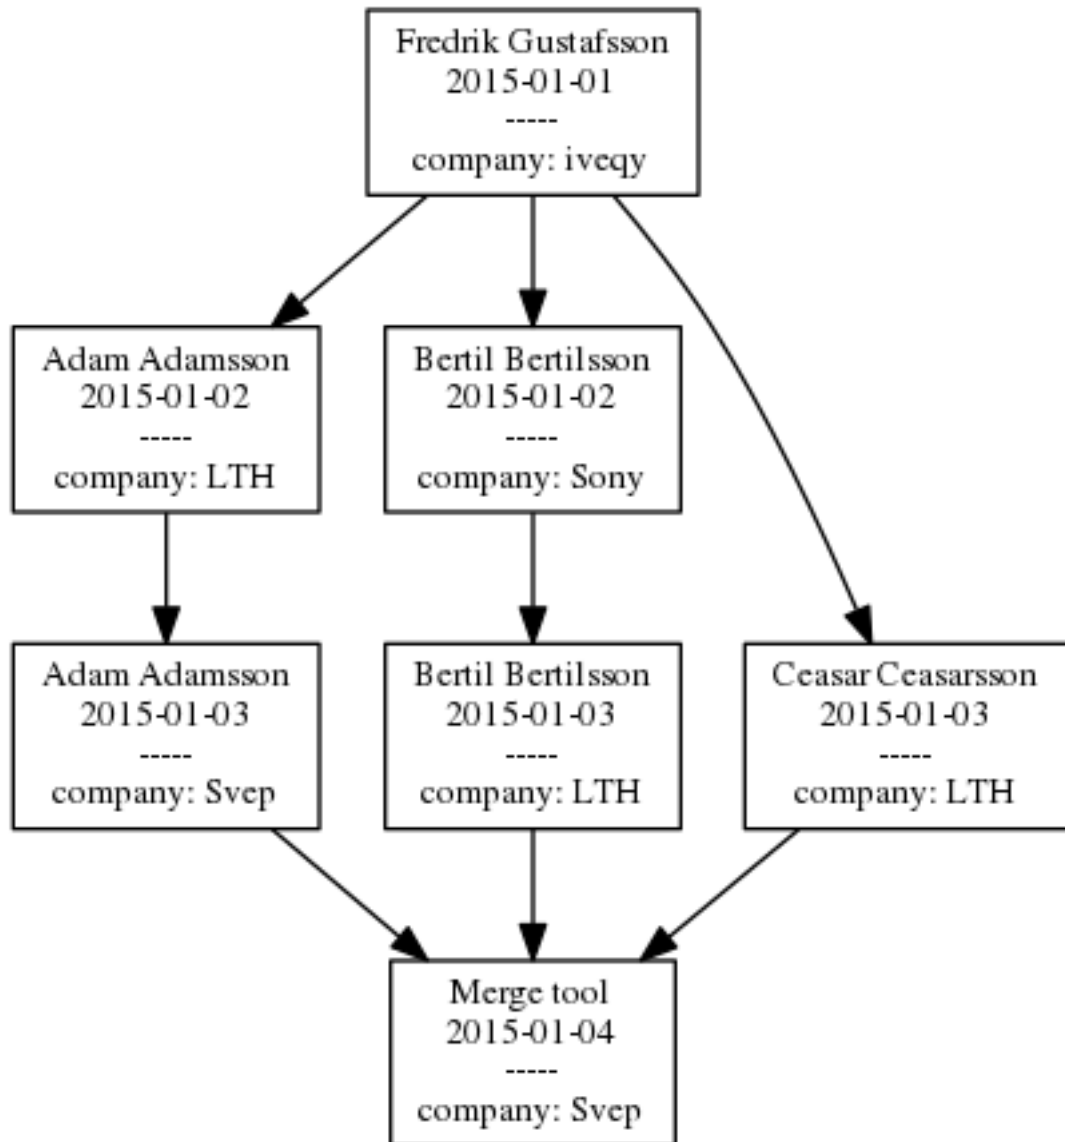 Fredrik Gustafsson
2015-01-01
-----
company: iveqy
Adam Adamsson
2015-01-02
-----
company: LTH
Bertil Bertilsson
2015-01-02
-----
company: Sony
Adam Adamsson
2015-01-03
-----
company: Svep
Bertil Bertilsson
2015-01-03
-----
company: LTH
Ceasar Ceasarsson
2015-01-03
-----
company: LTH
Merge tool
2015-01-04
-----
company: Svep